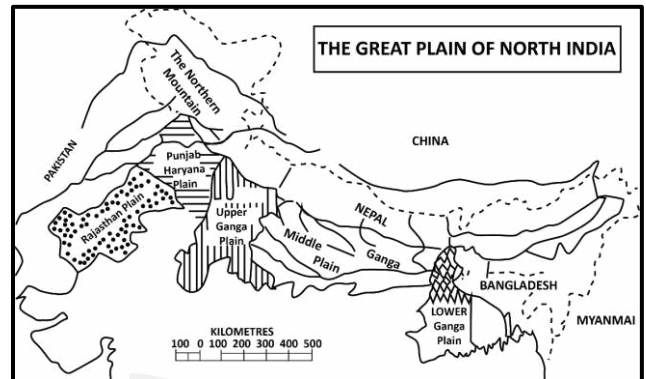 THE GREAT PLAIN OF NORTH INDIA
The Northern
Mountain
CHINA
PAKISTAN
Punjab
Haryana
Plain
Rajasthan Plain
Upper
Ganga
Plain
NEPAL
Middle Ganga
Plain
BANGLADESH
MYANMAI
LOWER
Ganga
Plain
KILOMETRES
100 0 100 200 300 400 500